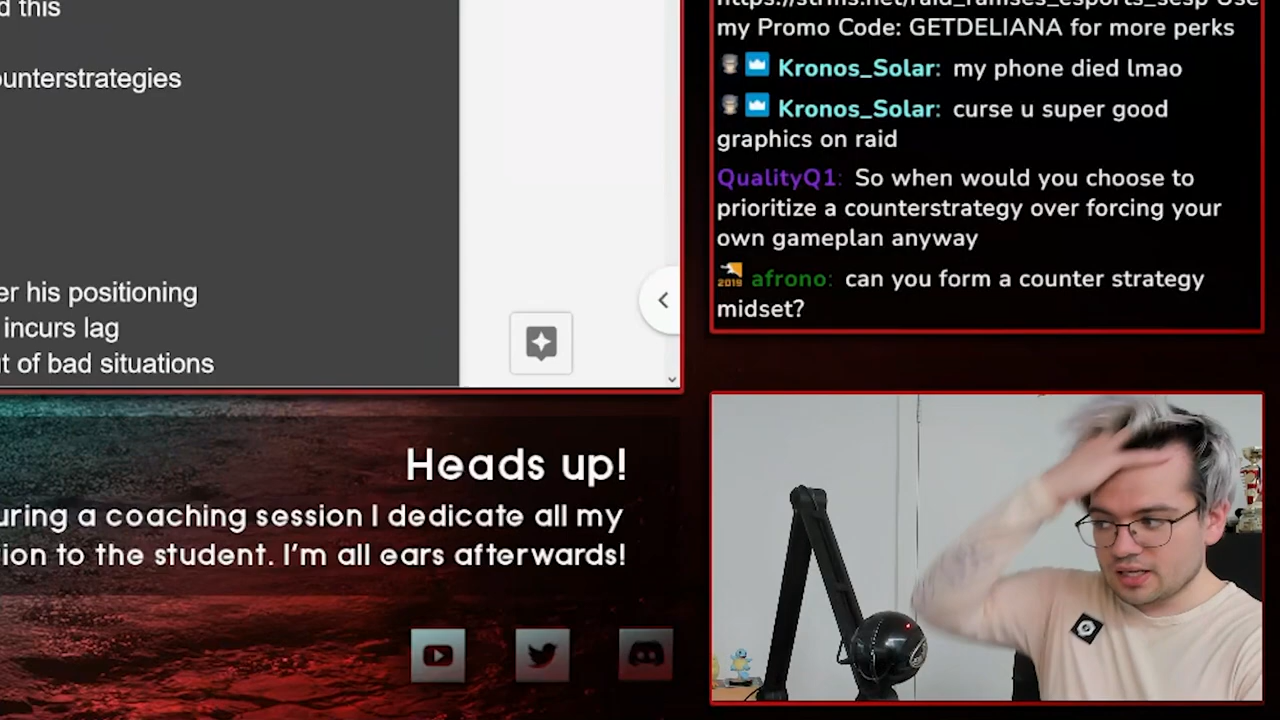 d this
ounterstrategies
er his positioning
incurs lag
t of bad situations
my Promo Code: GETDELIANA for more perks
Kronos_Solar: my phone died lmao
Kronos_Solar: curse u super good
graphics on raid
QualityQ1: So when would you choose to
prioritize a counterstrategy over forcing your
own gameplan anyway
2019 afrono: can you form a counter strategy
midset?
Heads up!
uring a coaching session I dedicate all my
ion to the student. I'm all ears afterwards!